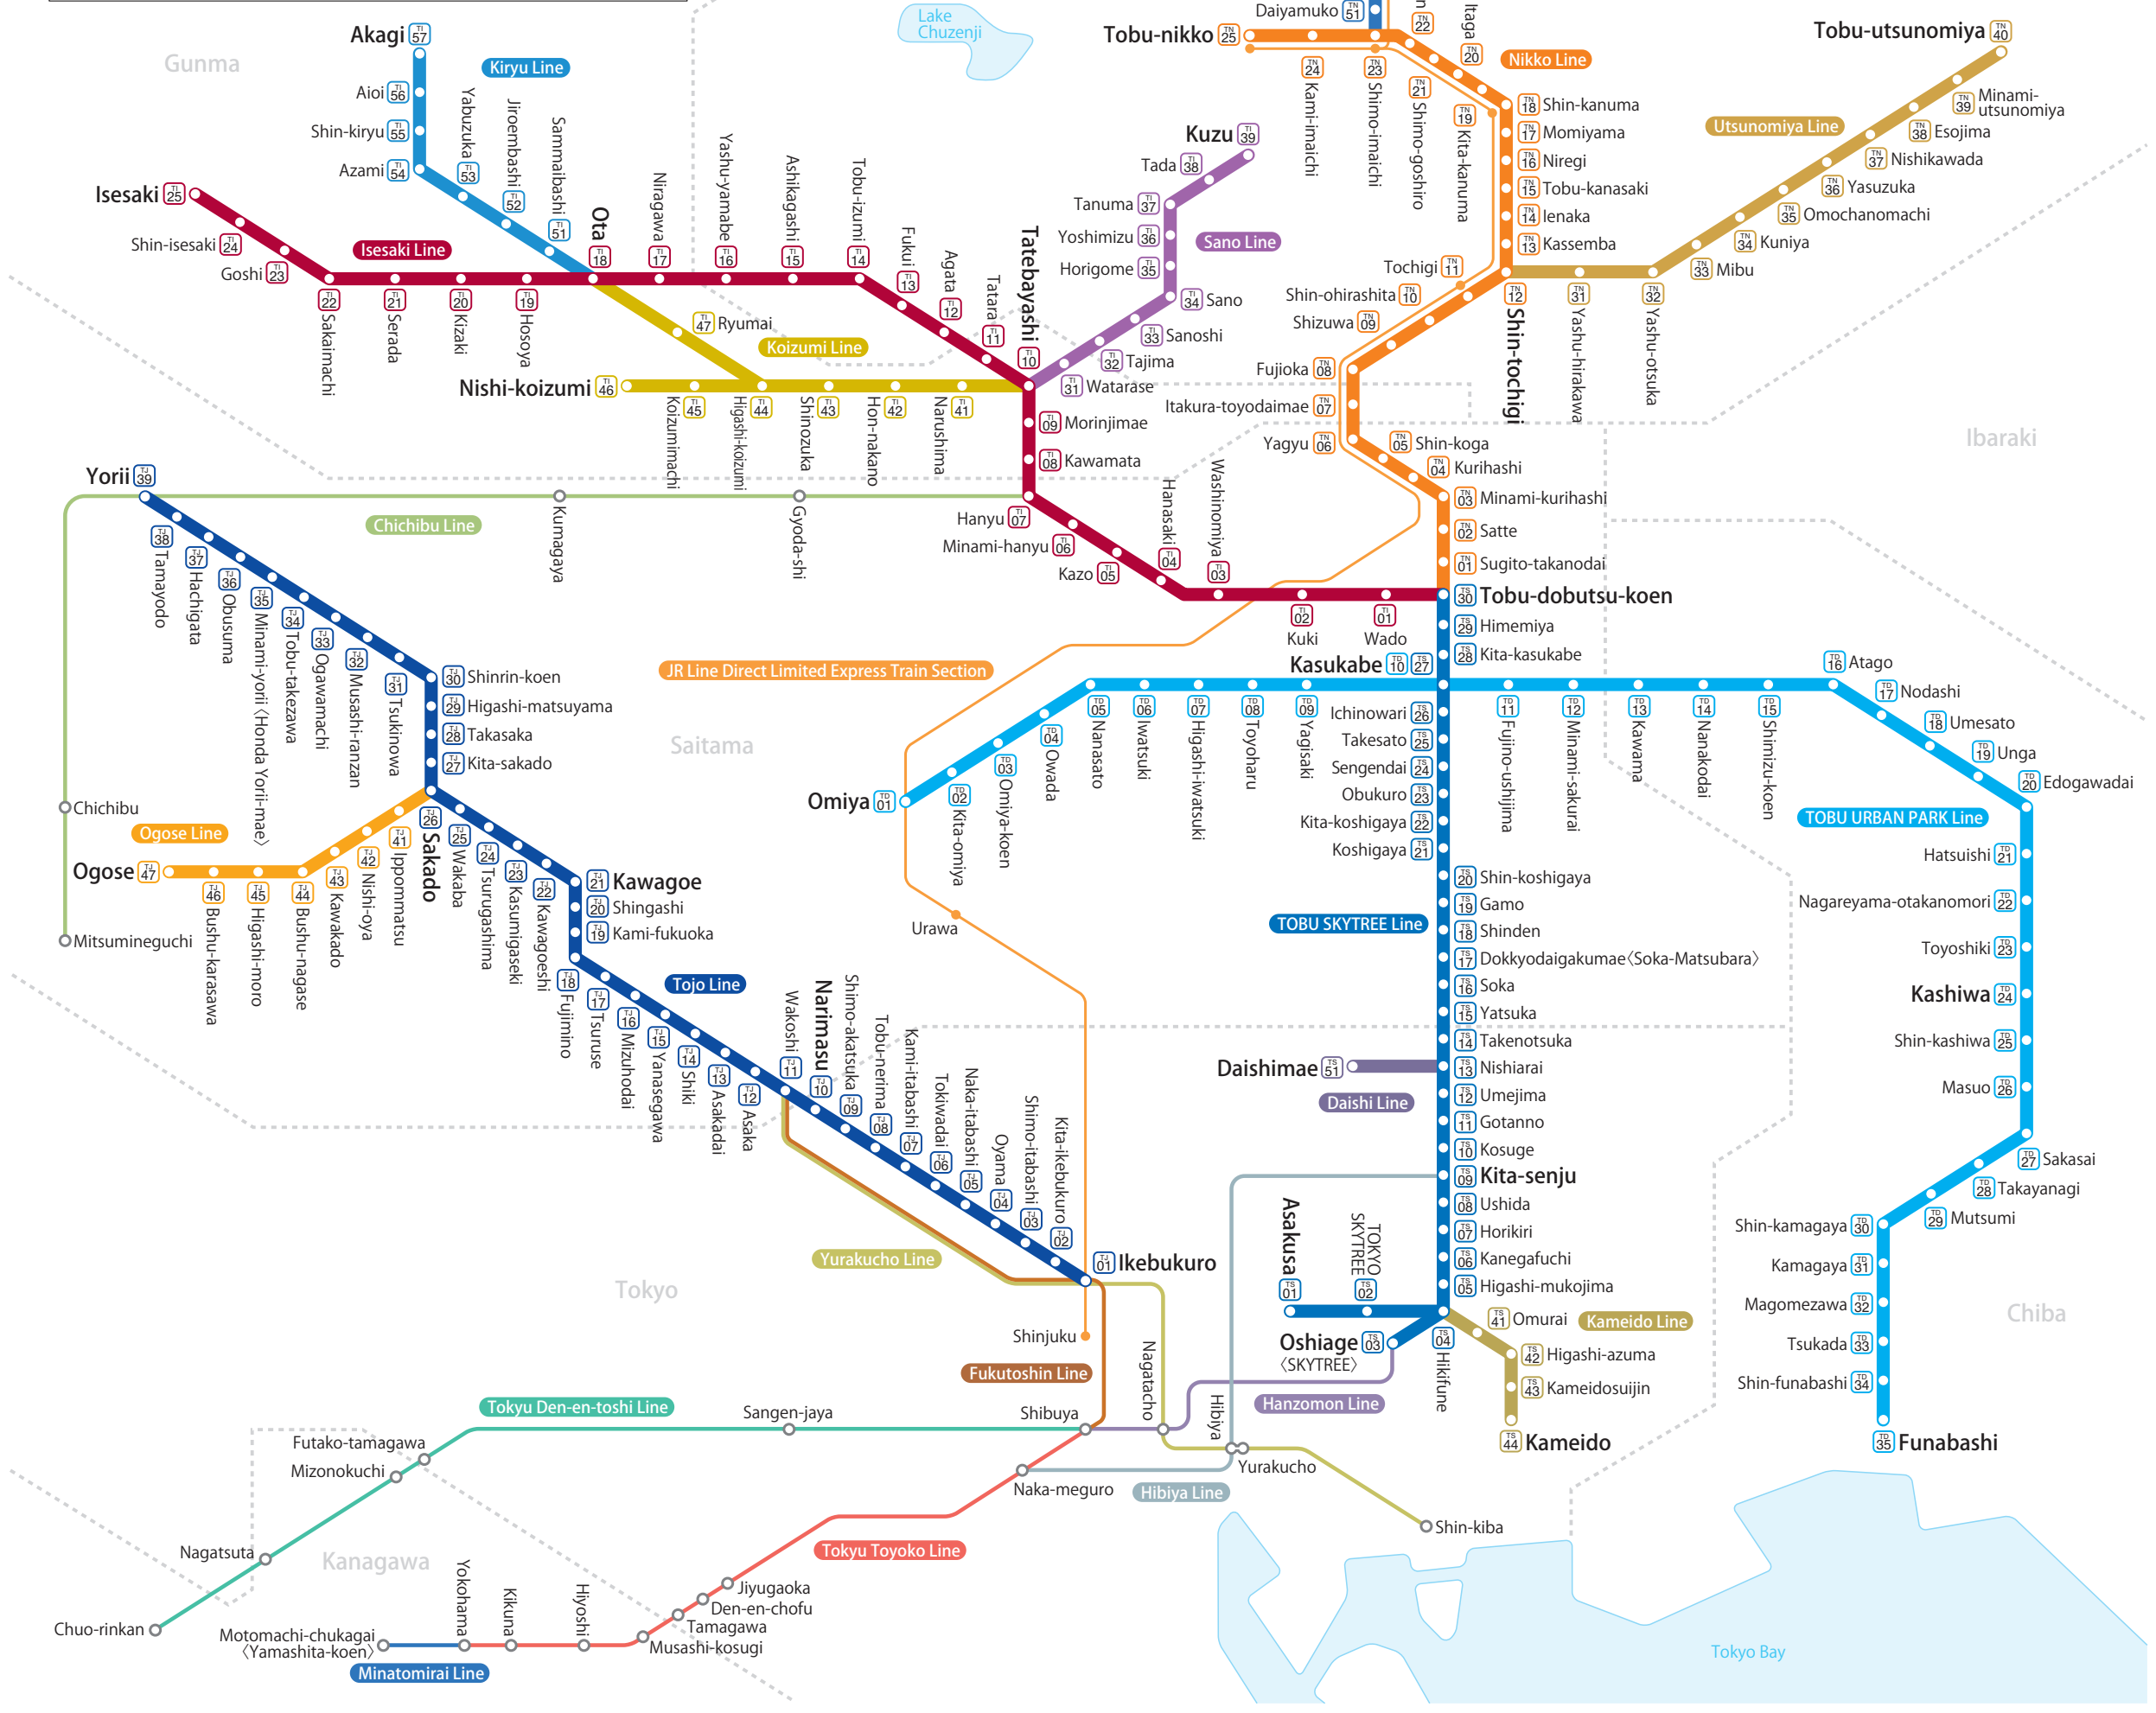 Lake
Chuzenji
Gunma
Ibaraki
Saitama
Tokyo
Chiba
Kanagawa
Tokyo Bay
Akagi TI 57
Aioi TI 56
Shin-kiryu TI 55
Azami TI 54
Yabuzuka TI 53
Jiroembashi TI 52
Sammaibashi TI 51
Kiryu Line
Isesaki TI 25
Shin-isesaki TI 24
Goshi TI 23
TI 22 Sakaimachi
TI 21 Serada
TI 20 Kizaki
TI 19 Hosoya
Ota TI 18
Niragawa TI 17
Yashu-yamabe TI 16
Ashikagashi TI 15
Tobu-izumi TI 14
Fukui TI 13
Agata TI 12
Tatara TI 11
Tatebayashi TI 10
Isesaki Line
TI 09 Morinjimae
TI 08 Kawamata
Hanyu TI 07
Minami-hanyu TI 06
Kazo TI 05
Hanasaki TI 04
Washinomiya TI 03
TI 02 Kuki
TI 01 Wado
TI 47 Ryumai
Koizumi Line
Nishi-koizumi TI 46
TI 45 Koizumimachi
TI 44 Higashi-koizumi
TI 43 Shinozuka
TI 42 Hon-nakano
TI 41 Narushima
Kuzu TI 39
Tada TI 38
Tanuma TI 37
Yoshimizu TI 36
Horigome TI 35
TI 34 Sano
TI 33 Sanoshi
TI 32 Tajima
TI 31 Watarase
Sano Line
Daiyamuko TN 51
Tobu-nikko TN 25
TN 24 Kami-imaichi
TN 23 Shimo-imaichi
n TN 22
TN 21 Shimo-goshiro
Itaga TN 20
TN 19 Kita-kanuma
Nikko Line
TN 18 Shin-kanuma
TN 17 Momiyama
TN 16 Niregi
TN 15 Tobu-kanasaki
TN 14 Ienaka
TN 13 Kassemba
TN 12 Shin-tochigi
Tochigi TN 11
Shin-ohirashita TN 10
Shizuwa TN 09
Fujioka TN 08
Itakura-toyodaimae TN 07
Yagyu TN 06
TN 05 Shin-koga
TN 04 Kurihashi
TN 03 Minami-kurihashi
TN 02 Satte
TN 01 Sugito-takanodai
Tobu-utsunomiya TN 40
TN 39 Minami-
utsunomiya
TN 38 Esojima
TN 37 Nishikawada
TN 36 Yasuzuka
TN 35 Omochanomachi
TN 34 Kuniya
TN 33 Mibu
TN 32 Yashu-otsuka
TN 31 Yashu-hirakawa
Utsunomiya Line
Yorii TJ 39
TJ 38 Tamayodo
TJ 37 Hachigata
TJ 36 Obusuma
TJ 35 Minami-yorii〈Honda Yorii-mae〉
TJ 34 Tobu-takezawa
TJ 33 Ogawamachi
TJ 32 Musashi-ranzan
TJ 31 Tsukinowa
TJ 30 Shinrin-koen
TJ 29 Higashi-matsuyama
TJ 28 Takasaka
TJ 27 Kita-sakado
TJ 26 Sakado
TJ 25 Wakaba
TJ 24 Tsurugashima
TJ 23 Kasumigaseki
TJ 22 Kawagoeshi
TJ 21 Kawagoe
TJ 20 Shingashi
TJ 19 Kami-fukuoka
TJ 18 Fujimino
TJ 17 Tsuruse
TJ 16 Mizuhodai
TJ 15 Yanasegawa
TJ 14 Shiki
TJ 13 Asakadai
TJ 12 Asaka
Wakoshi TJ 11
Narimasu TJ 10
Shimo-akatsuka TJ 09
Tobu-nerima TJ 08
Kami-itabashi TJ 07
Tokiwadai TJ 06
Naka-itabashi TJ 05
Oyama TJ 04
Shimo-itabashi TJ 03
Kita-ikebukuro TJ 02
TJ 01 Ikebukuro
Tojo Line
Ogose Line
Ogose TJ 47
TJ 46 Bushu-karasawa
TJ 45 Higashi-moro
TJ 44 Bushu-nagase
TJ 43 Kawakado
TJ 42 Nishi-oya
TJ 41 Ippommatsu
Chichibu Line
Kumagaya
Gyoda-shi
Chichibu
Mitsumineguchi
JR Line Direct Limited Express Train Section
Urawa
Shinjuku
TS 30 Tobu-dobutsu-koen
TS 29 Himemiya
TS 28 Kita-kasukabe
Kasukabe TD 10 TS 27
Ichinowari TS 26
Takesato TS 25
Sengendai TS 24
Obukuro TS 23
Kita-koshigaya TS 22
Koshigaya TS 21
TS 20 Shin-koshigaya
TS 19 Gamo
TS 18 Shinden
TS 17 Dokkyodaigakumae〈Soka-Matsubara〉
TS 16 Soka
TS 15 Yatsuka
TS 14 Takenotsuka
TS 13 Nishiarai
TS 12 Umejima
TS 11 Gotanno
TS 10 Kosuge
TS 09 Kita-senju
TS 08 Ushida
TS 07 Horikiri
TS 06 Kanegafuchi
TS 05 Higashi-mukojima
TS 04 Hikifune
Oshiage TS 03
〈SKYTREE〉
TOKYO
SKYTREE TS 02
Asakusa TS 01
TOBU SKYTREE Line
Daishimae TS 51
Daishi Line
TS 41 Omurai
TS 42 Higashi-azuma
TS 43 Kameidosuijin
TS 44 Kameido
Kameido Line
Omiya TD 01
TD 02 Kita-omiya
TD 03 Omiya-koen
TD 04 Owada
TD 05 Nanasato
TD 06 Iwatsuki
TD 07 Higashi-iwatsuki
TD 08 Toyoharu
TD 09 Yagisaki
TD 11 Fujino-ushijima
TD 12 Minami-sakurai
TD 13 Kawama
TD 14 Nanakodai
TD 15 Shimizu-koen
TD 16 Atago
TD 17 Nodashi
TD 18 Umesato
TD 19 Unga
TD 20 Edogawadai
TOBU URBAN PARK Line
Hatsuishi TD 21
Nagareyama-otakanomori TD 22
Toyoshiki TD 23
Kashiwa TD 24
Shin-kashiwa TD 25
Masuo TD 26
TD 27 Sakasai
TD 28 Takayanagi
TD 29 Mutsumi
Shin-kamagaya TD 30
Kamagaya TD 31
Magomezawa TD 32
Tsukada TD 33
Shin-funabashi TD 34
TD 35 Funabashi
Yurakucho Line
Fukutoshin Line
Hanzomon Line
Hibiya Line
Nagatacho
Hibiya
Yurakucho
Shin-kiba
Shibuya
Naka-meguro
Tokyu Den-en-toshi Line
Sangen-jaya
Futako-tamagawa
Mizonokuchi
Nagatsuta
Chuo-rinkan
Tokyu Toyoko Line
Jiyugaoka
Den-en-chofu
Tamagawa
Musashi-kosugi
Hiyoshi
Kikuna
Yokohama
Motomachi-chukagai
〈Yamashita-koen〉
Minatomirai Line